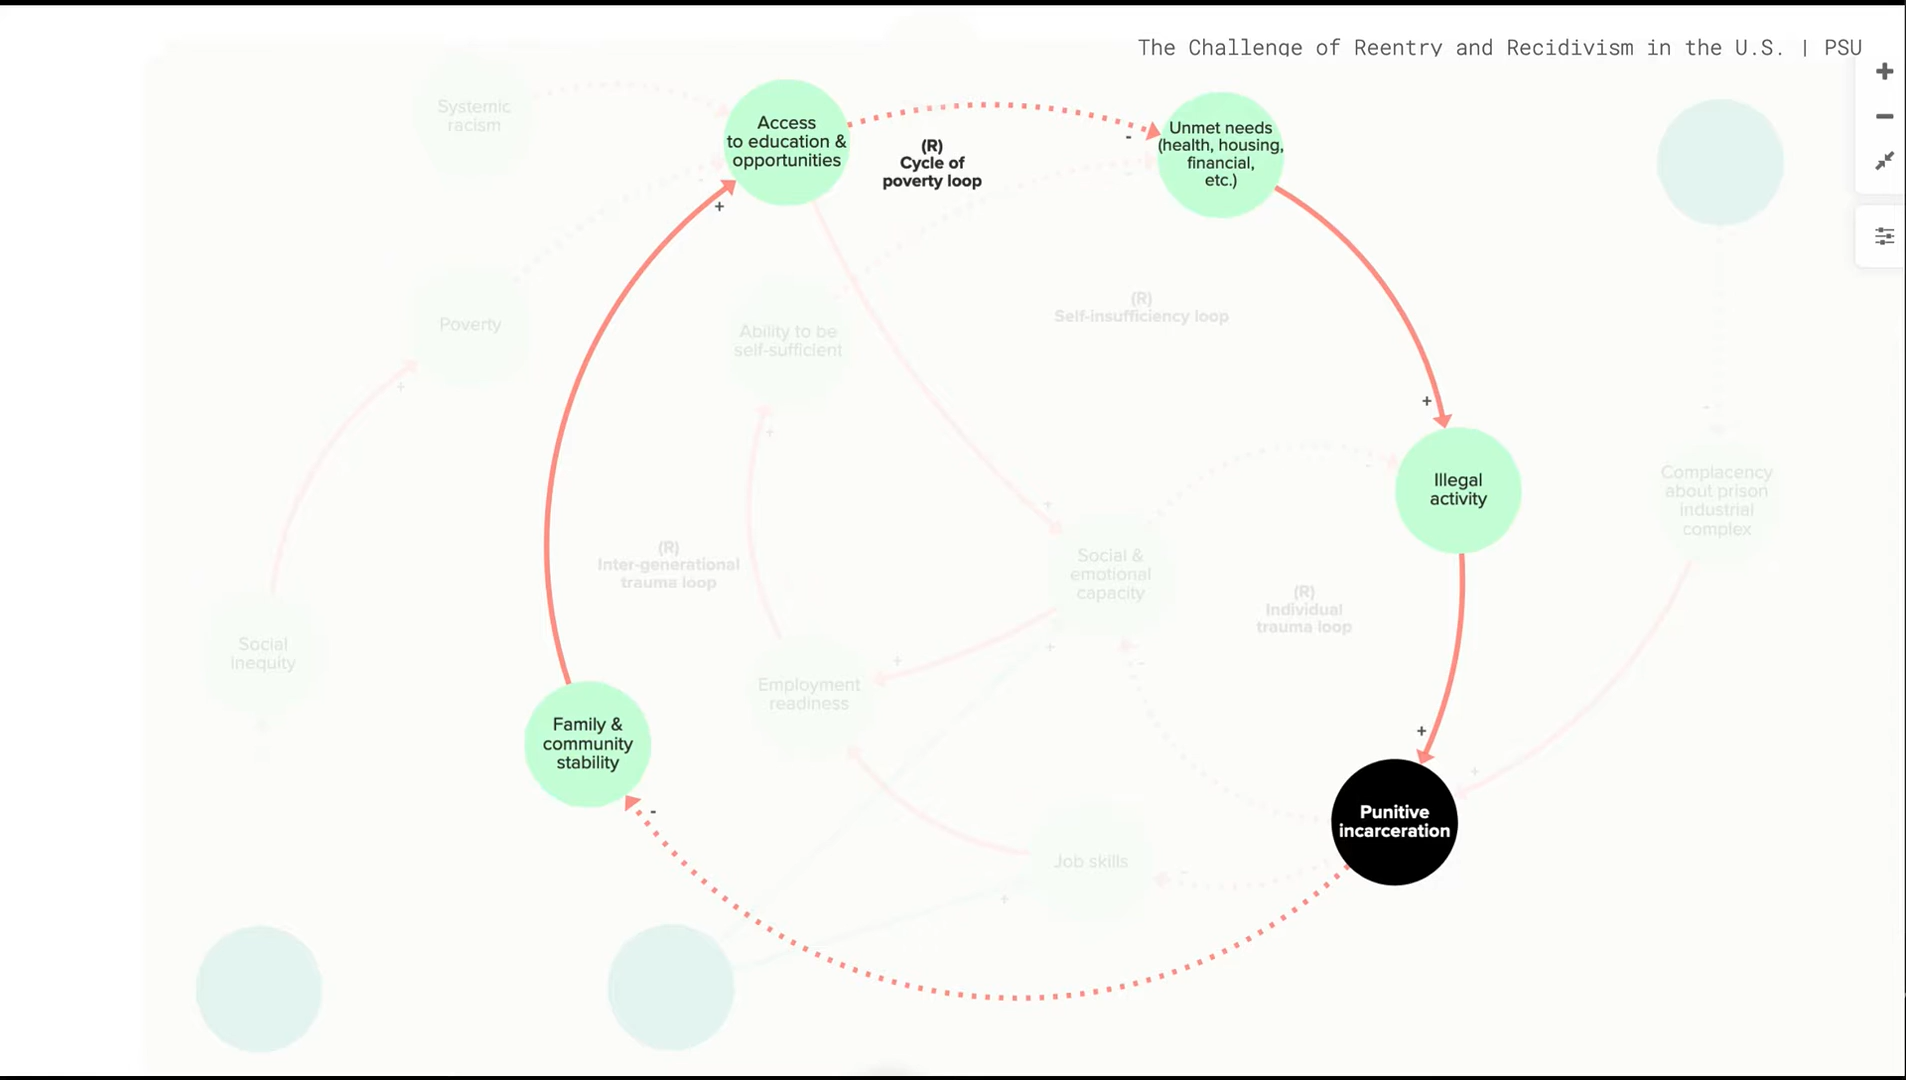 The Challenge of Reentry and Recidivism in the U.S. | PSU
Systemic
racism
Access
to education &
opportunities
+
(R)
Cycle of
poverty loop
-
Unmet needs
(health, housing,
financial,
etc.)
Poverty
+
Ability to be
self-sufficient
+
(R)
Self-insufficiency loop
+
Illegal
activity
Complacency
about prison
industrial
complex
(R)
Inter-generational
trauma loop
+
Social &
emotional
capacity
(R)
Individual
trauma loop
Social
Inequity
Employment
readiness
+
+
+
Family &
community
stability
-
+
Punitive
incarceration
Job skills
-
+